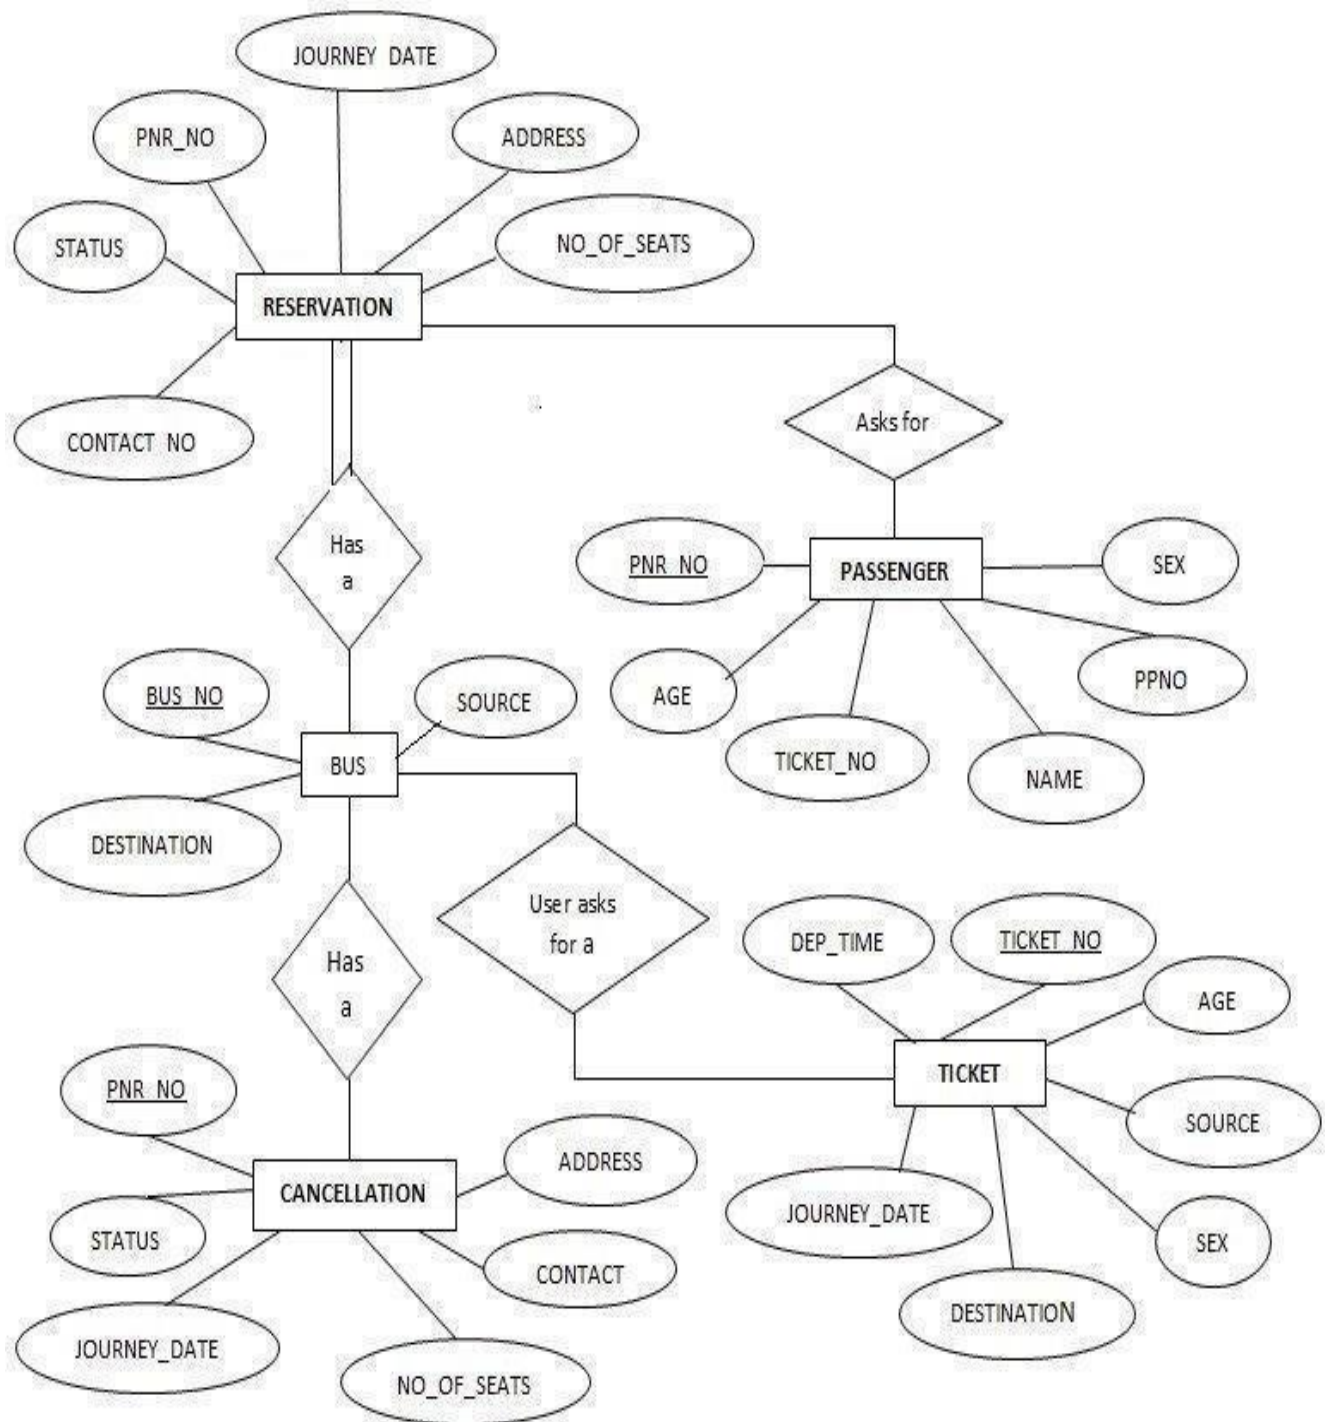 JOURNEY DATE
PNR_NO
ADDRESS
STATUS
NO_OF_SEATS
RESERVATION
CONTACT NO
Asks for
Has
a
PNR NO
PASSENGER
SEX
AGE
PPNO
TICKET_NO
NAME
BUS NO
SOURCE
BUS
DESTINATION
User asks
for a
Has
a
DEP_TIME
TICKET NO
AGE
TICKET
SOURCE
JOURNEY_DATE
SEX
DESTINATION
PNR NO
ADDRESS
CANCELLATION
STATUS
CONTACT
JOURNEY_DATE
NO_OF_SEATS